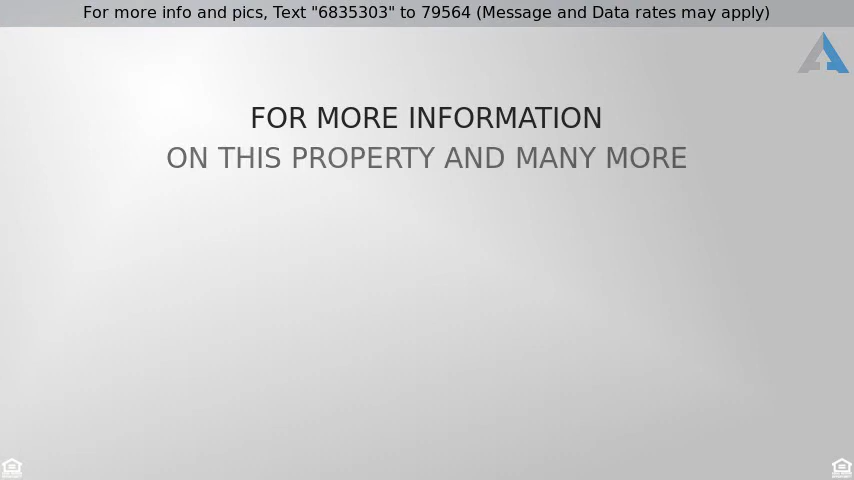 For more info and pics, Text "6835303" to 79564 (Message and Data rates may apply)
FOR MORE INFORMATION
ON THIS PROPERTY AND MANY MORE